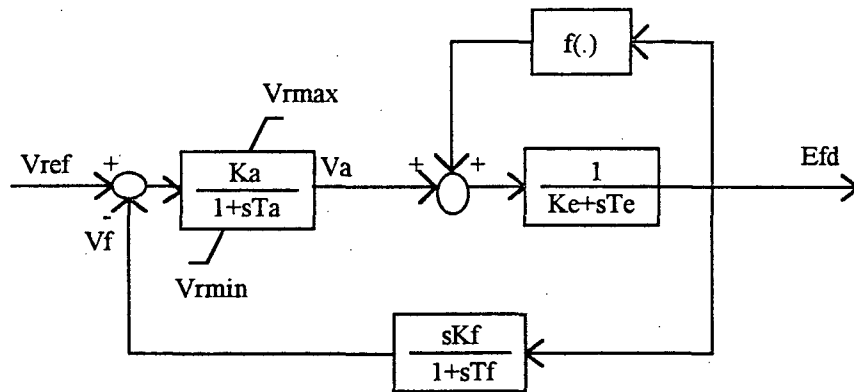 f(.)
Vrmax
Vref
+
Ka
1+sTa
Va
+
+
1
Ke+sTe
Efd
-
Vf
Vrmin
sKf
1+sTf